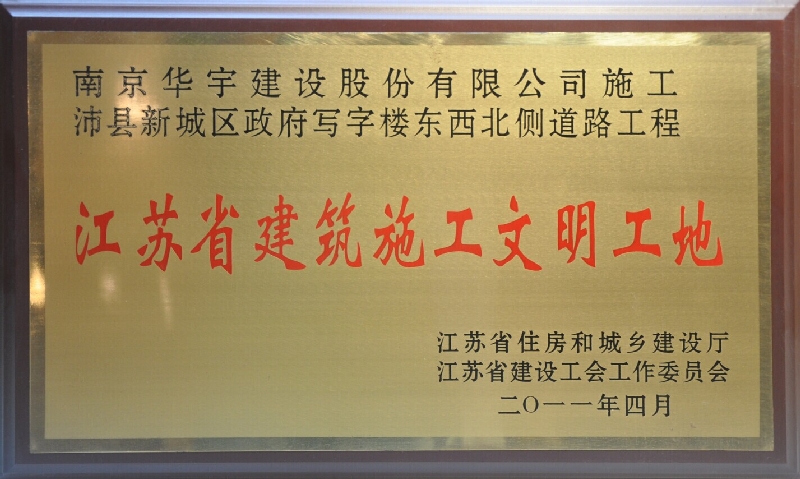 南京华宇建设股份有限公司施工
沛县新城区政府写字楼东西北侧道路工程
江苏省建筑施工文明工地
江苏省住房和城乡建设厅
江苏省建设工会工作委员会
二〇一一年四月